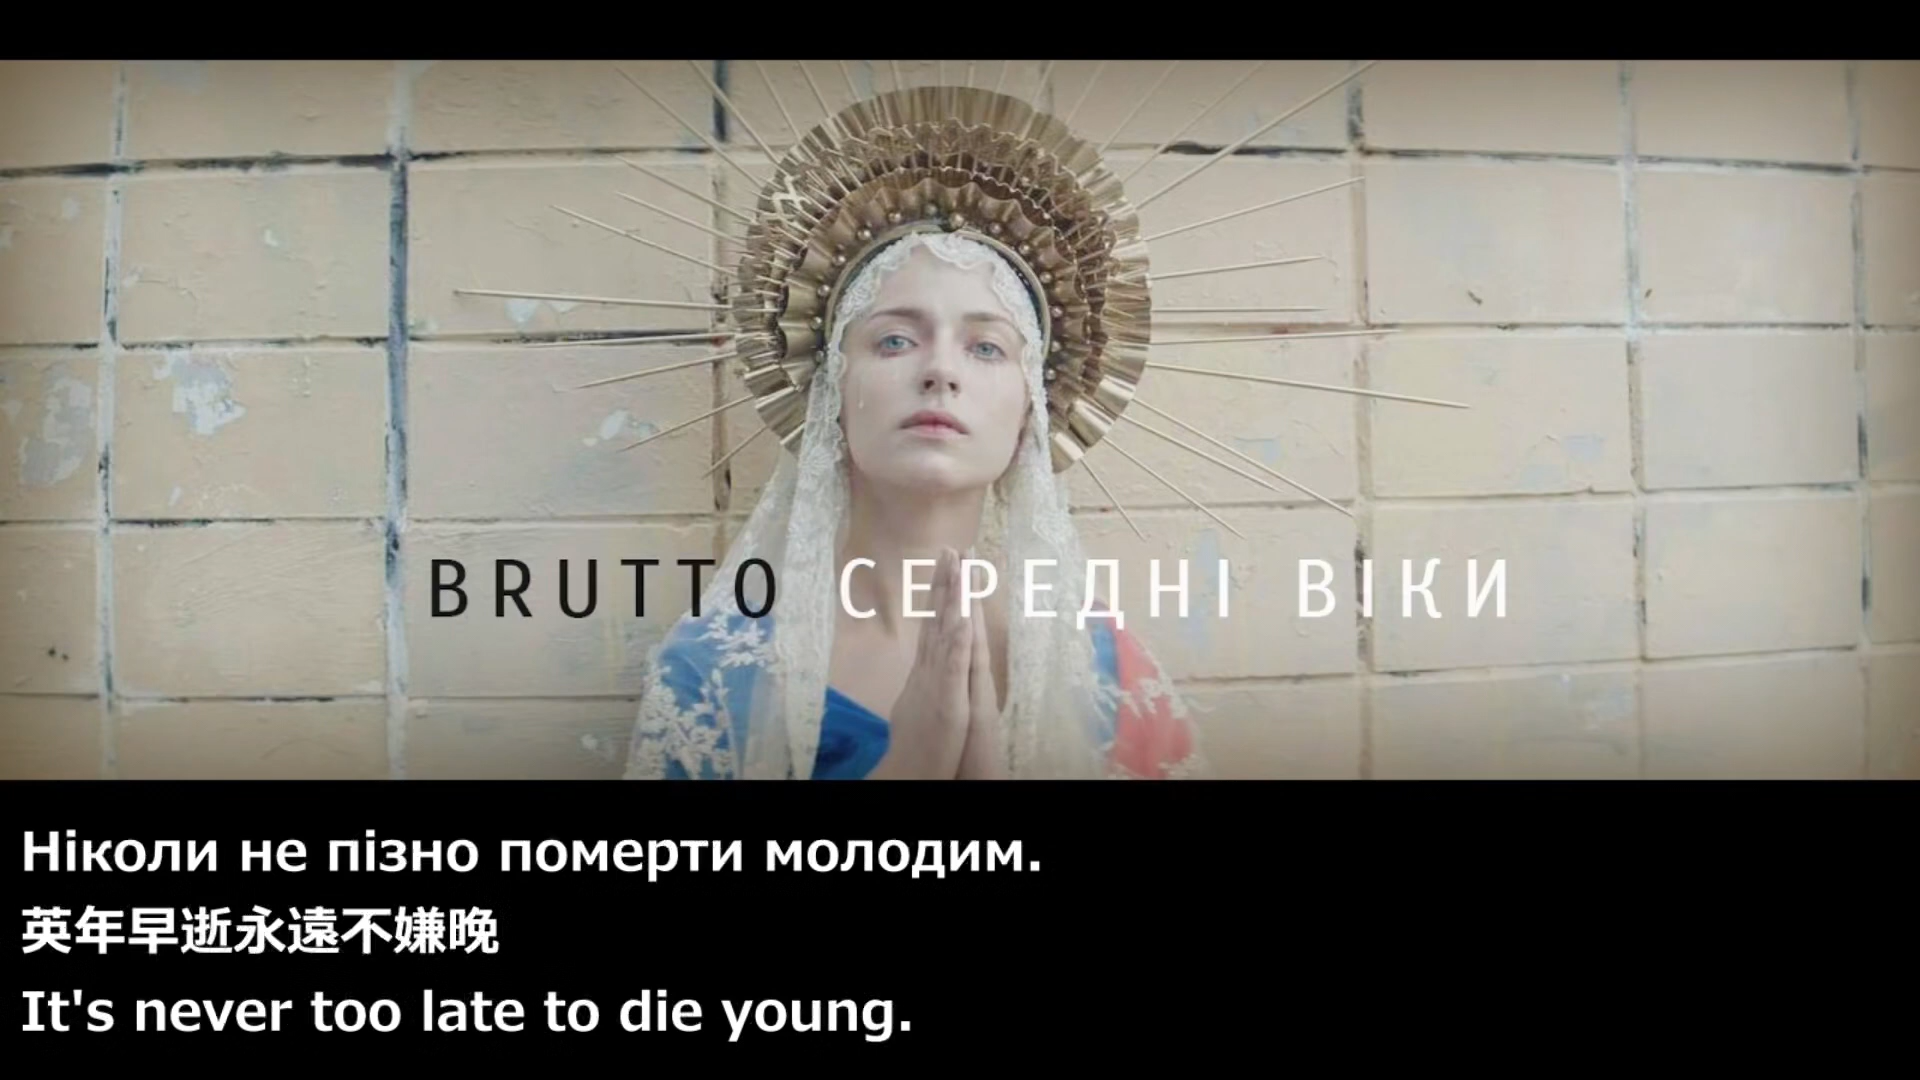 BRUTTO СЕРЕДНІ ВІКИ
Ніколи не пізно померти молодим.
英年早逝永遠不嫌晚
It's never too late to die young.